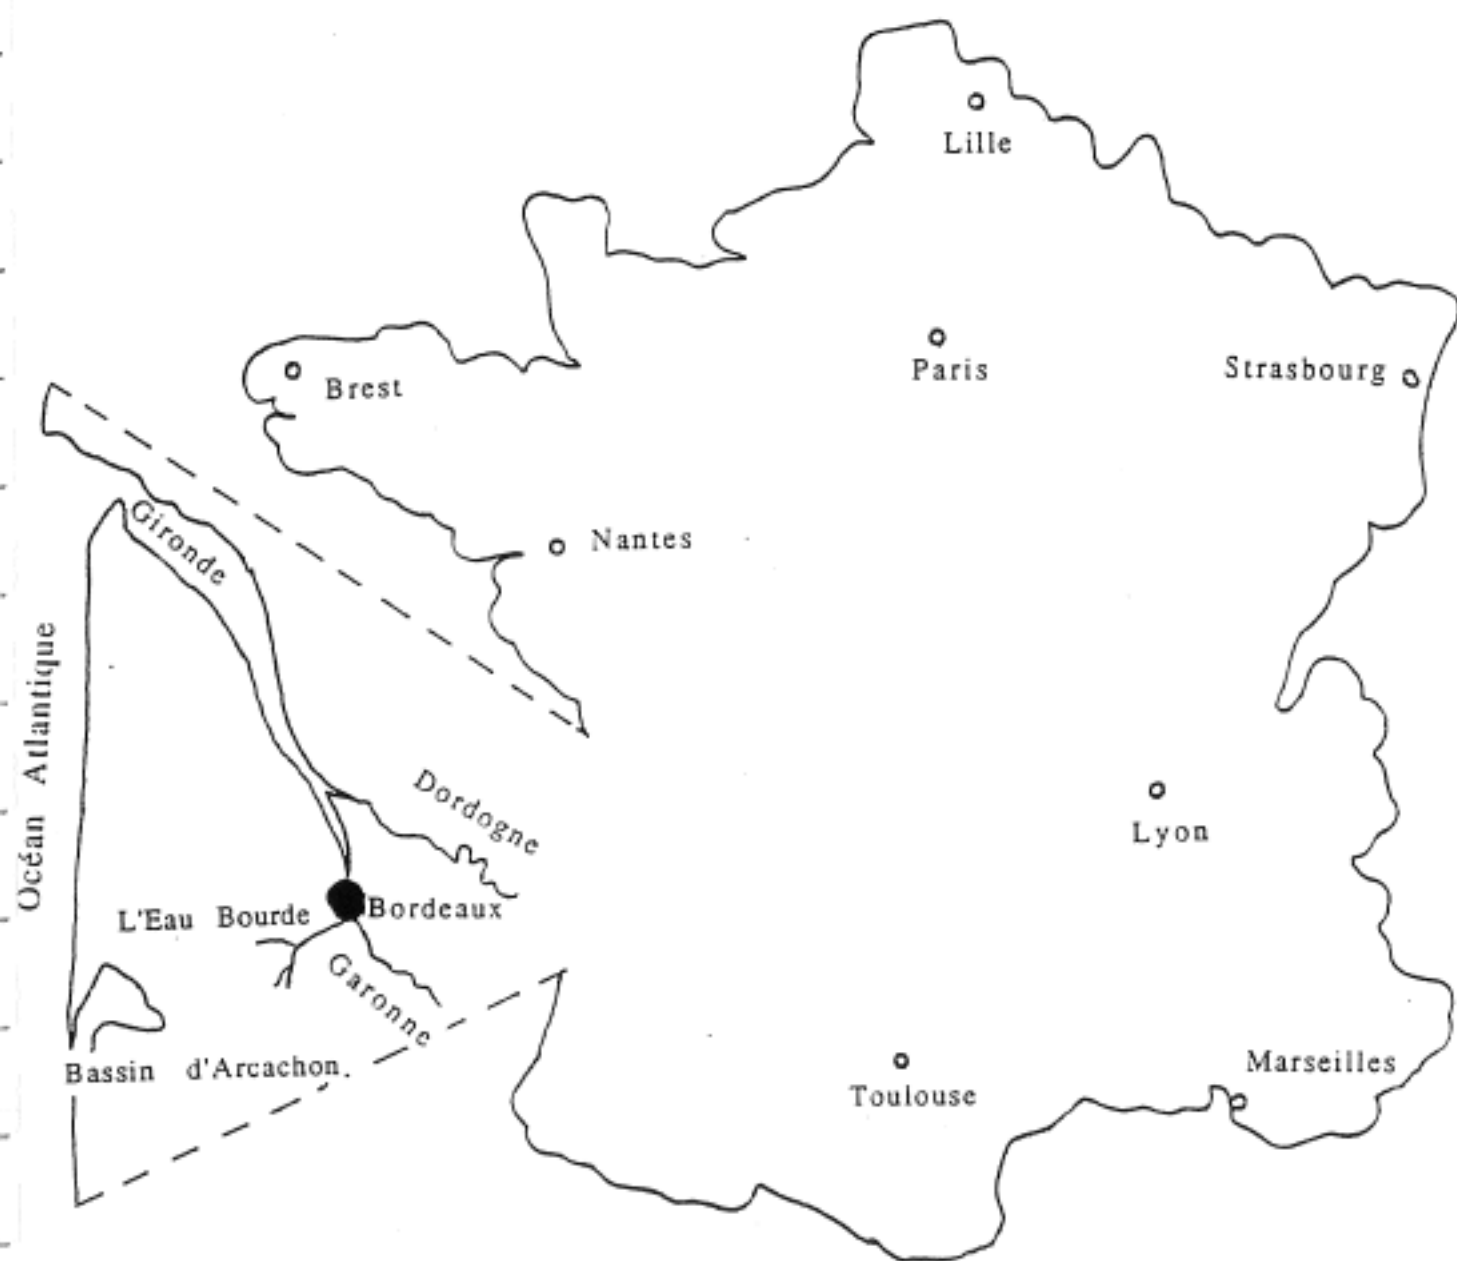 Lille
Paris
Strasbourg
Brest
Nantes
Gironde
Océan Atlantique
Dordogne
Lyon
L'Eau Bourde
Bordeaux
Garonne
Bassin d'Arcachon.
Toulouse
Marseilles